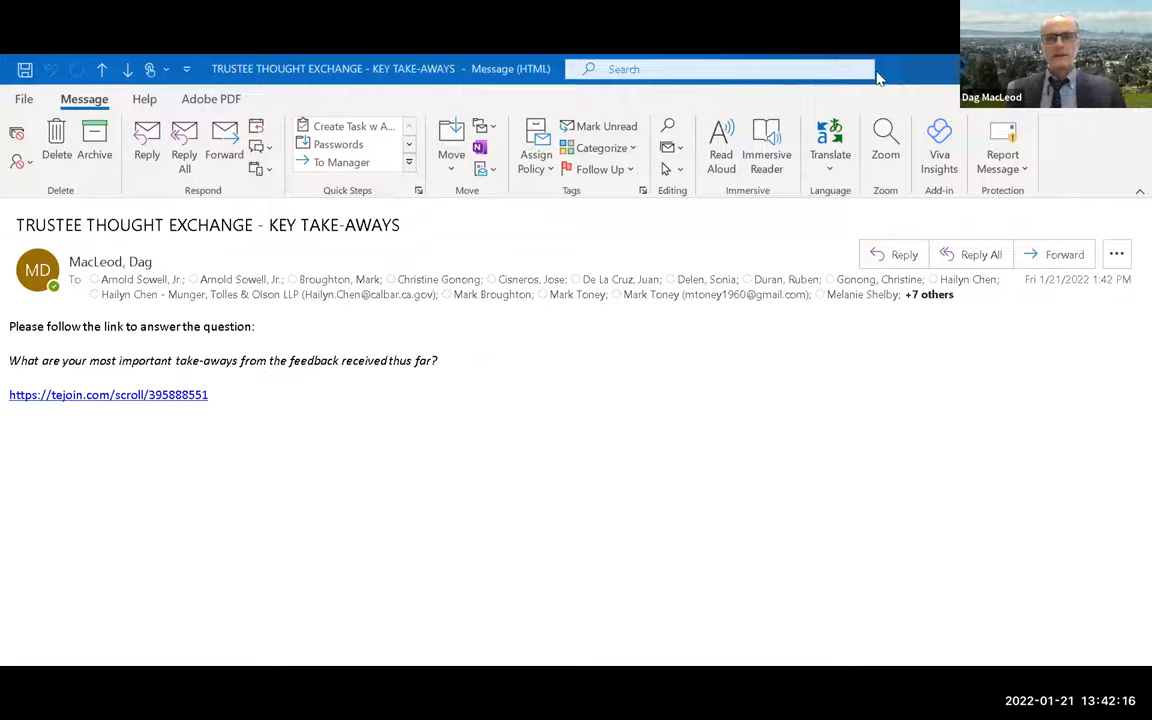 TRUSTEE THOUGHT EXCHANGE - KEY TAKE-AWAYS - Message (HTML)
Search
Dag MacLeod
File Message Help Adobe PDF
Delete Archive
Reply Reply All Forward
Create Task w A...
Passwords
To Manager
Move
Assign Policy
Mark Unread
Categorize
Follow Up
Read Aloud
Immersive Reader
Translate
Zoom
Viva Insights
Report Message
Delete Respond Quick Steps Move Tags Editing Immersive Language Zoom Add-in Protection
TRUSTEE THOUGHT EXCHANGE - KEY TAKE-AWAYS
Reply Reply All Forward
MD
MacLeod, Dag
To Arnold Sowell, Jr.; Arnold Sowell, Jr.; Broughton, Mark; Christine Gonong; Cisneros, Jose; De La Cruz, Juan; Delen, Sonia; Duran, Ruben; Gonong, Christine; Hailyn Chen; Fri 1/21/2022 1:42 PM
Hailyn Chen - Munger, Tolles & Olson LLP (Hailyn.Chen@calbar.ca.gov); Mark Broughton; Mark Toney; Mark Toney (mtoney1960@gmail.com); Melanie Shelby; +7 others
Please follow the link to answer the question:
What are your most important take-aways from the feedback received thus far?
https://tejoin.com/scroll/395888551
2022-01-21 13:42:16